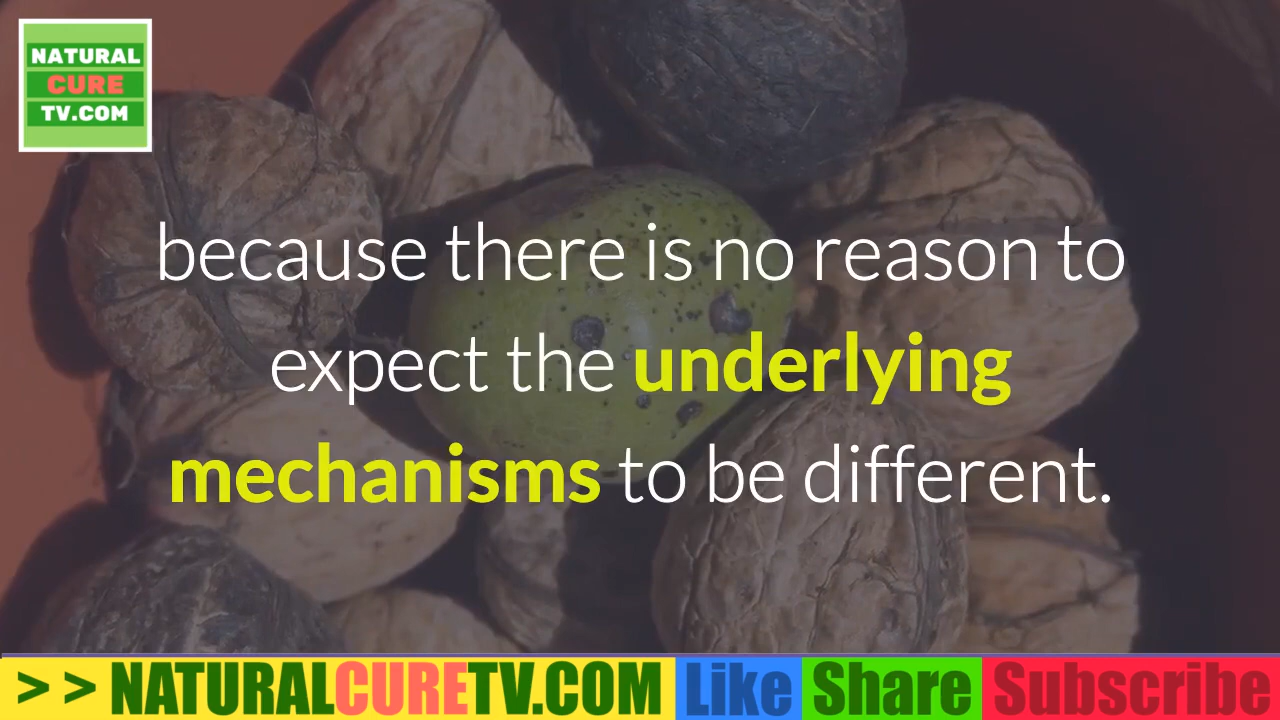 NATURAL
CURE
TV.COM
because there is no reason to
expect the underlying
mechanisms to be different.
> > NATURALCURETV.COM Like Share Subscribe